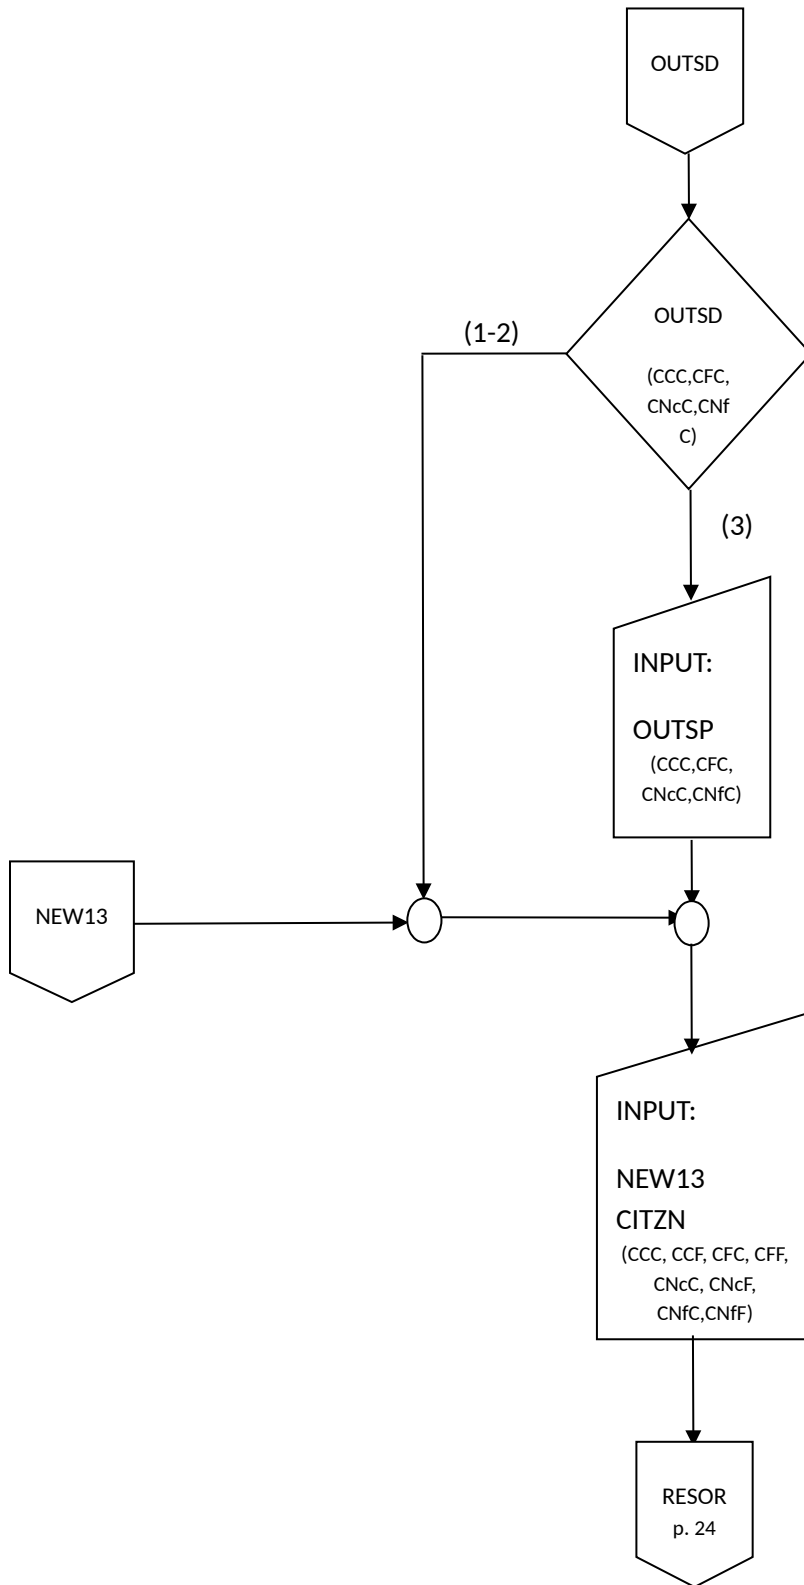 OUTSD
OUTSD
(1-2)
(CCC,CFC,
CNcC,CNf
C)
(3)
INPUT:
OUTSP
(CCC,CFC,
CNcC,CNfC)
NEW13
INPUT:
NEW13
CITZN
(CCC, CCF, CFC, CFF,
CNcC, CNcF,
CNfC,CNfF)
RESOR
p. 24